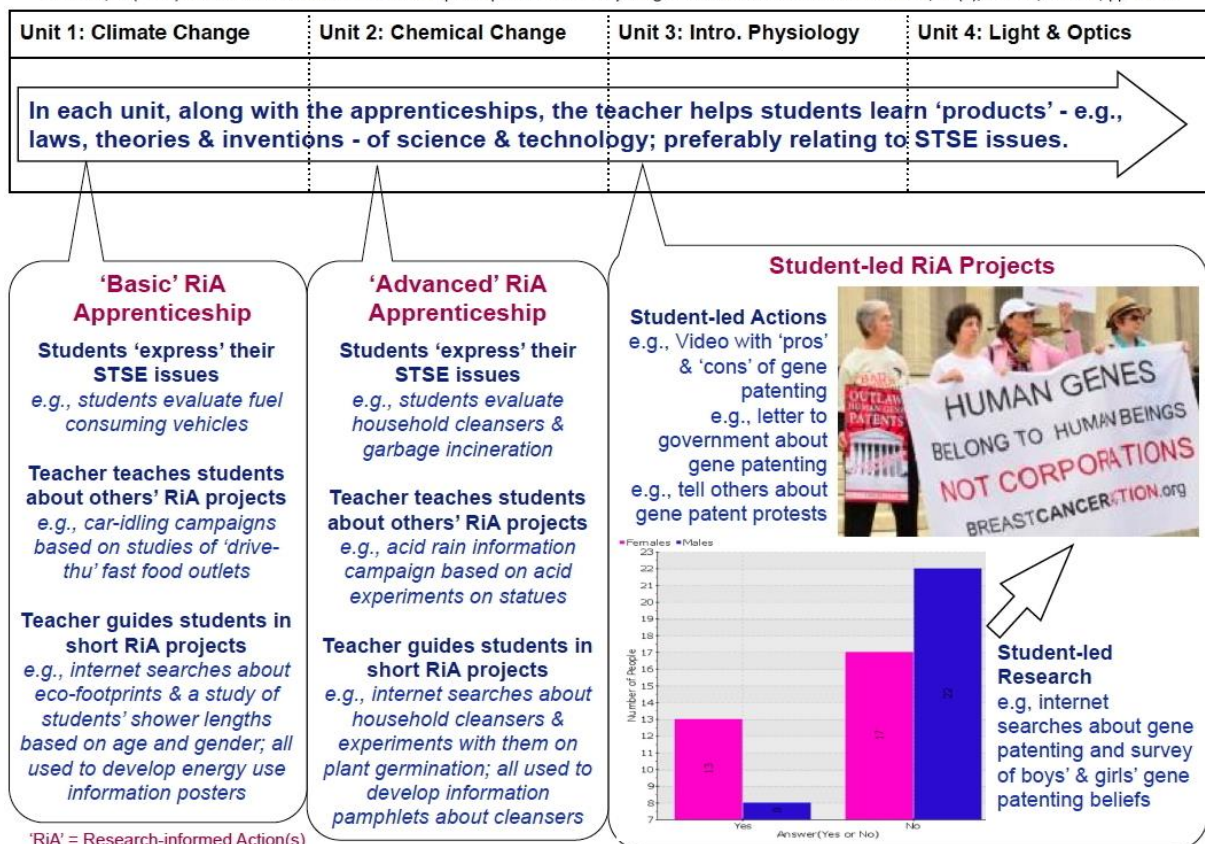 Unit 1: Climate Change
Unit 2: Chemical Change
Unit 3: Intro. Physiology
Unit 4: Light & Optics
In each unit, along with the apprenticeships, the teacher helps students learn ‘products’ - e.g.,
laws, theories & inventions - of science & technology; preferably relating to STSE issues.
‘Basic’ RiA
Apprenticeship
Students ‘express’ their
STSE issues
e.g., students evaluate fuel
consuming vehicles
Teacher teaches students
about others’ RiA projects
e.g., car-idling campaigns
based on studies of ‘drive-
thu’ fast food outlets
Teacher guides students in
short RiA projects
e.g., internet searches about
eco-footprints & a study of
students’ shower lengths
based on age and gender; all
used to develop energy use
information posters
‘RiA’ = Research-informed Action(s)
‘Advanced’ RiA
Apprenticeship
Students ‘express’ their
STSE issues
e.g., students evaluate
household cleansers &
garbage incineration
Teacher teaches students
about others’ RiA projects
e.g., acid rain information
campaign based on acid
experiments on statues
Teacher guides students in
short RiA projects
e.g., internet searches about
household cleansers &
experiments with them on
plant germination; all used to
develop information
pamphlets about cleansers
Student-led RiA Projects
Student-led Actions
e.g., Video with ‘pros’
& ‘cons’ of gene
patenting
e.g., letter to
government about
gene patenting
e.g., tell others about
gene patent protests
OUTLAW
HUMAN GENE
PATENTS
HUMAN GENES
BELONG TO HUMAN BEINGS
NOT CORPORATIONS
BREASTCANCERACTION.org
Females Males
23
22
21
20
19
18
17
16
15
14
13
12
11
10
9
8
7
Number of People
13
8
17
22
Yes
No
Answer(Yes or No)
Student-led
Research
e.g, internet
searches about gene
patenting and survey
of boys’ & girls’ gene
patenting beliefs